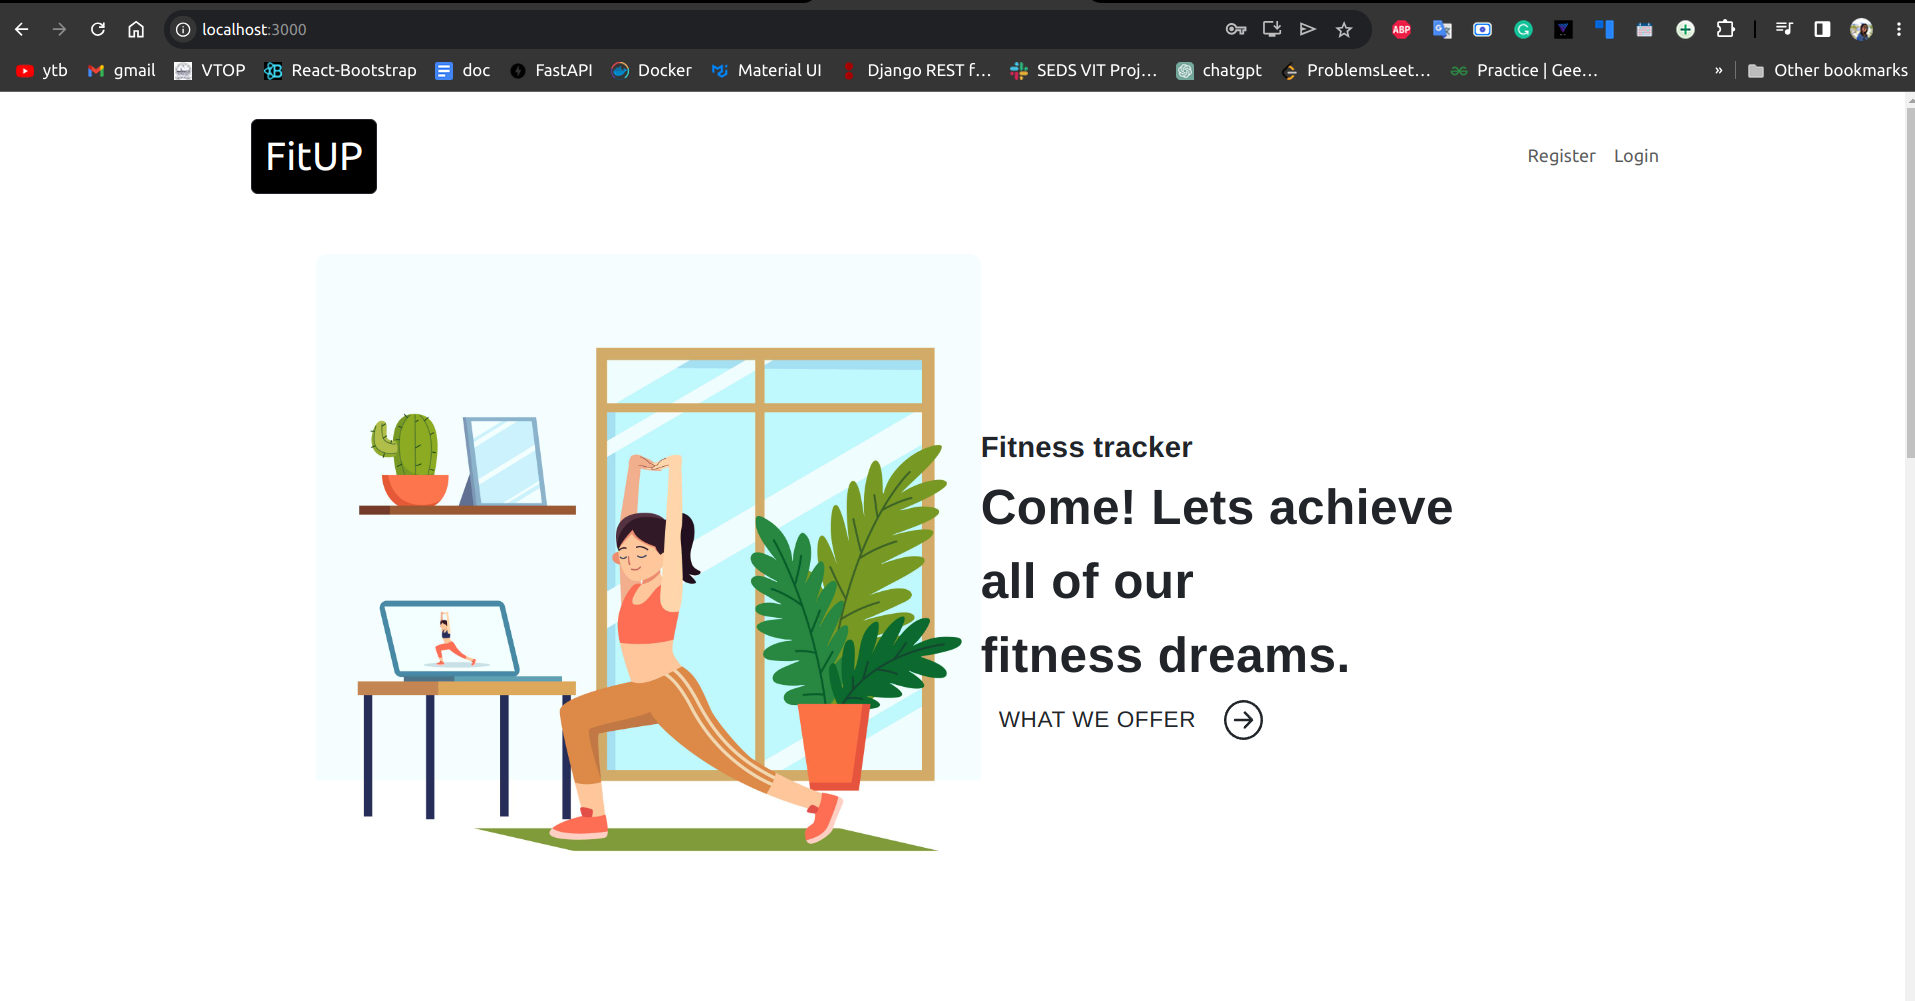 localhost:3000
ABP
ytb gmail VTOP React-Bootstrap doc FastAPI Docker Material UI Django REST f... SEDS VIT Proj... chatgpt ProblemsLeet... Practice | Gee... » Other bookmarks
FitUP
Register Login
Fitness tracker
Come! Lets achieve
all of our
fitness dreams.
WHAT WE OFFER